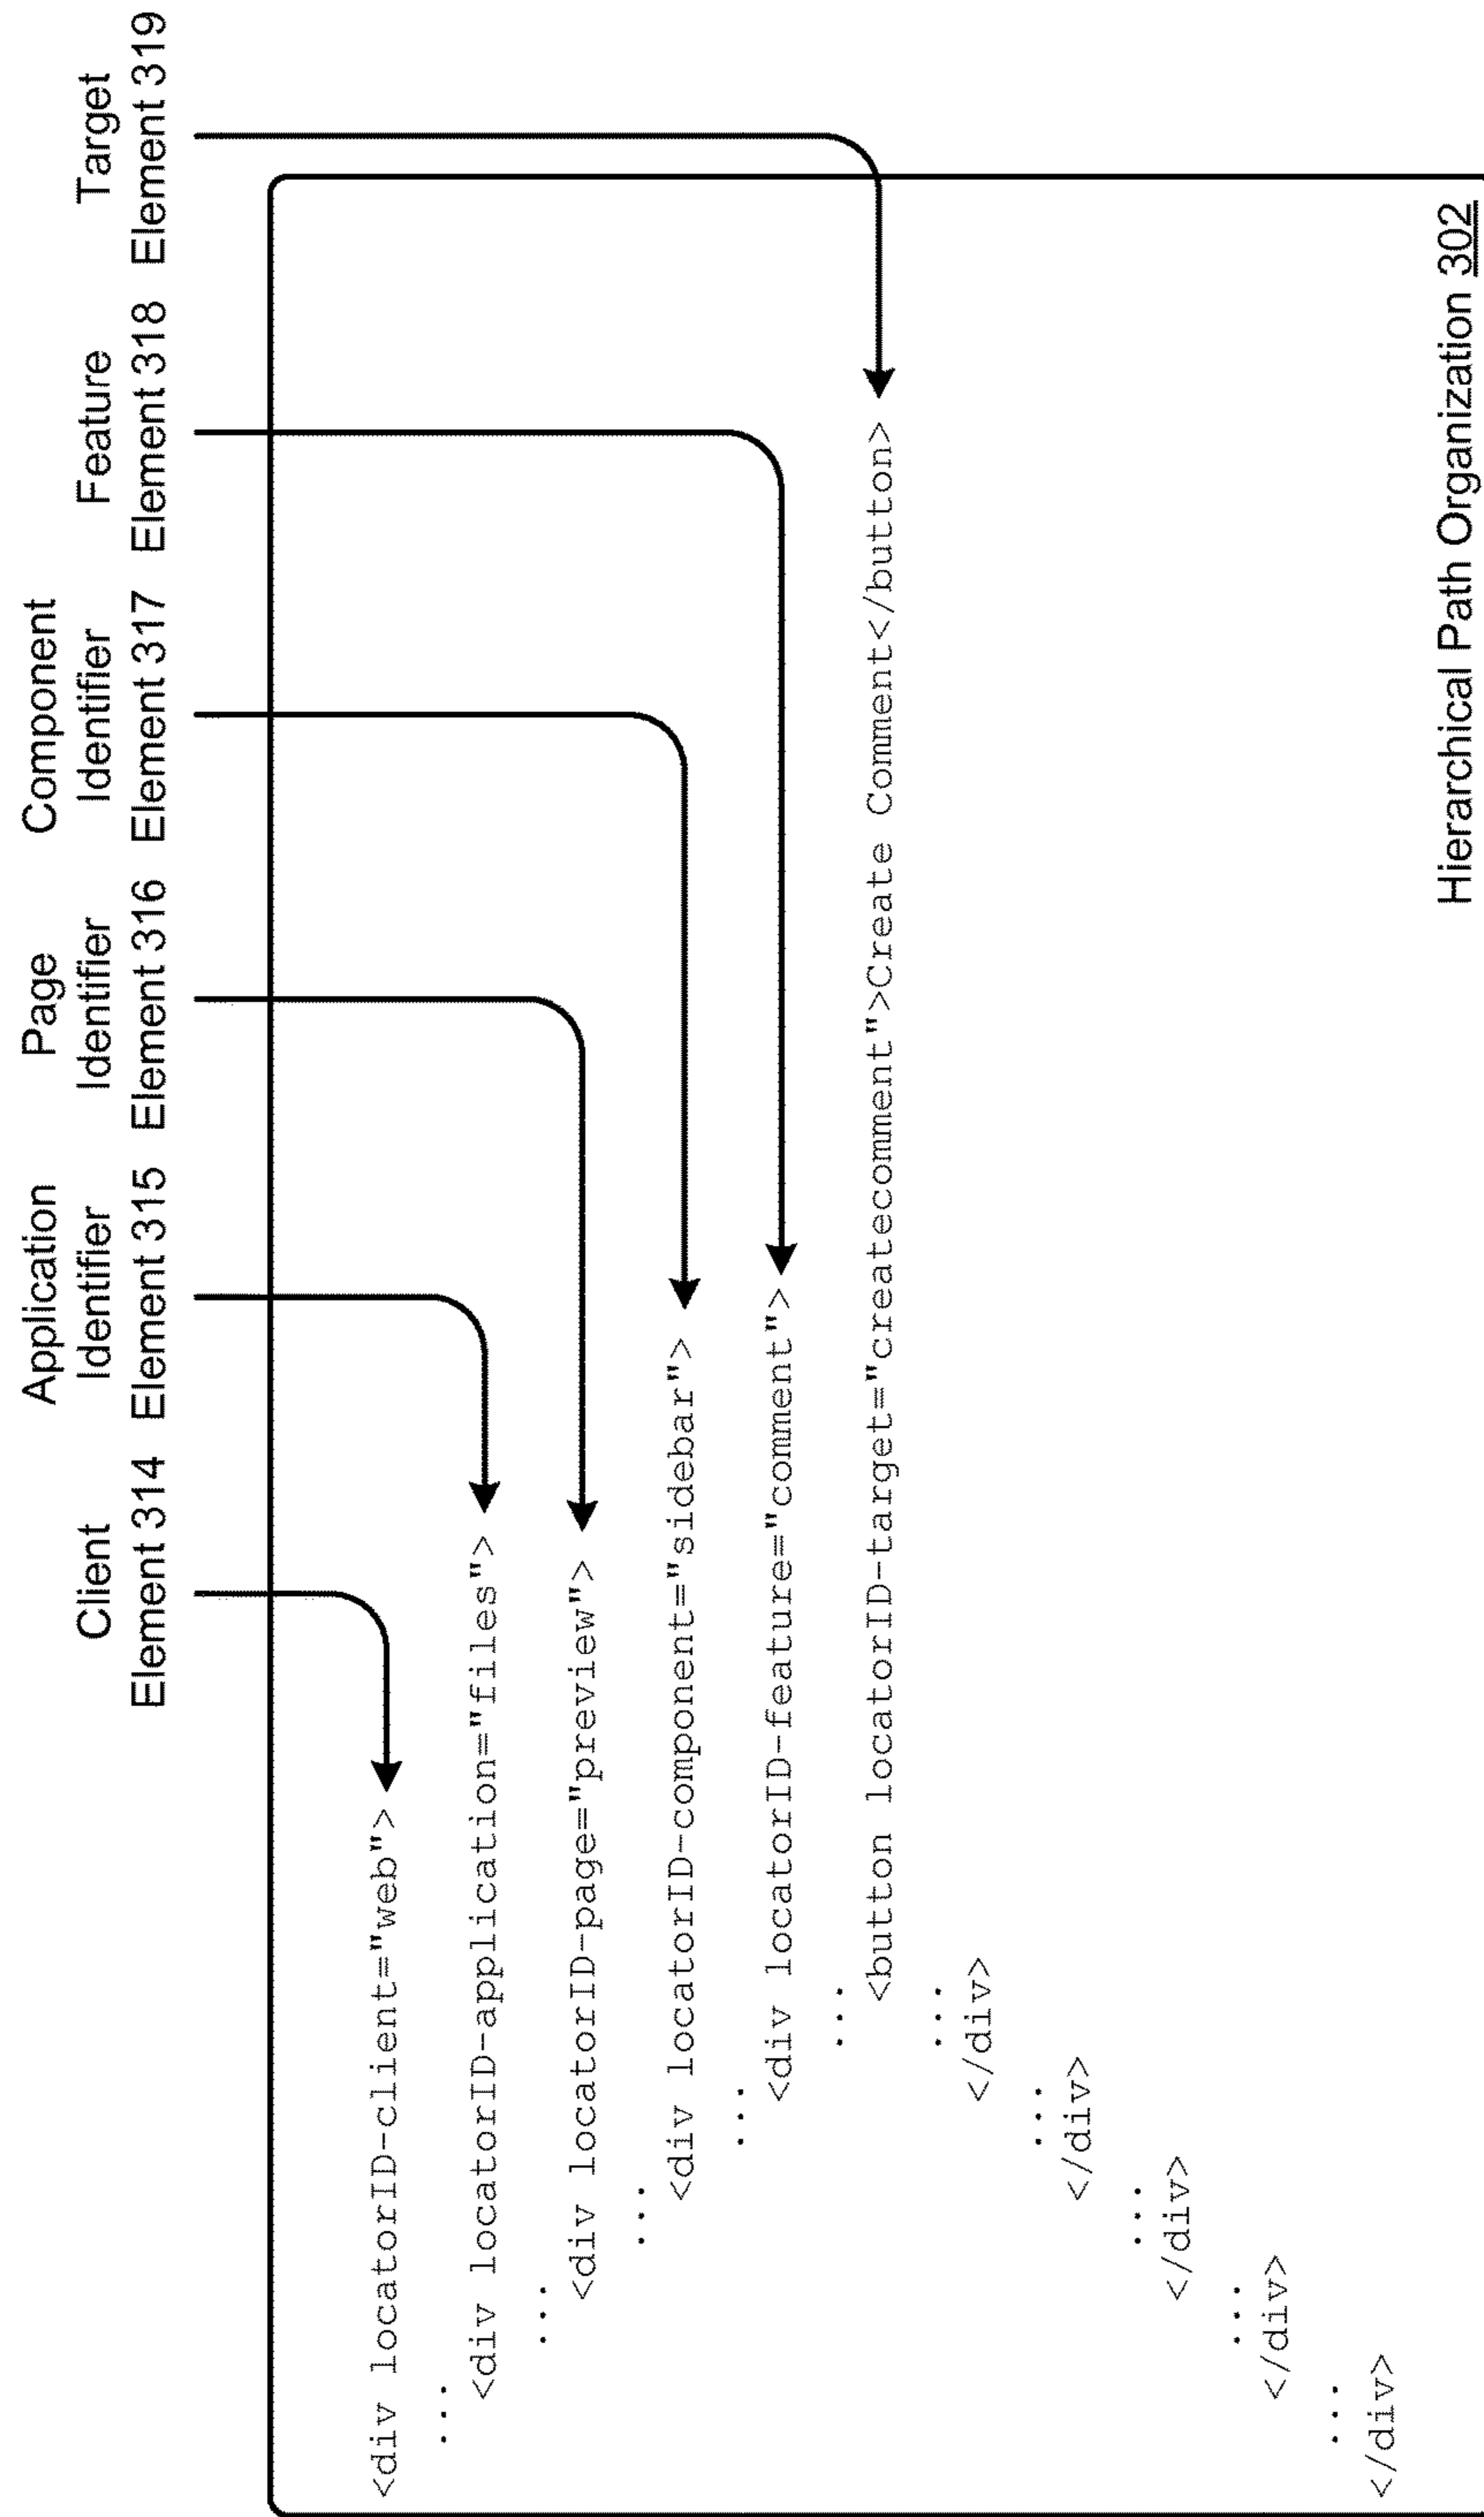 Client
Element 314
Application
Identifier
Element 315
Page
Identifier
Element 316
Component
Identifier
Element 317
Feature
Element 318
Target
Element 319
<div locatorID-client="web">
...
<div locatorID-application="files">
...
<div locatorID-page="preview">
...
<div locatorID-component="sidebar">
...
<div locatorID-feature="comment">
...
<button locatorID-target="createcomment">Create Comment</button>
...
</div>
...
</div>
...
</div>
...
</div>
...
</div>
Hierarchical Path Organization 302